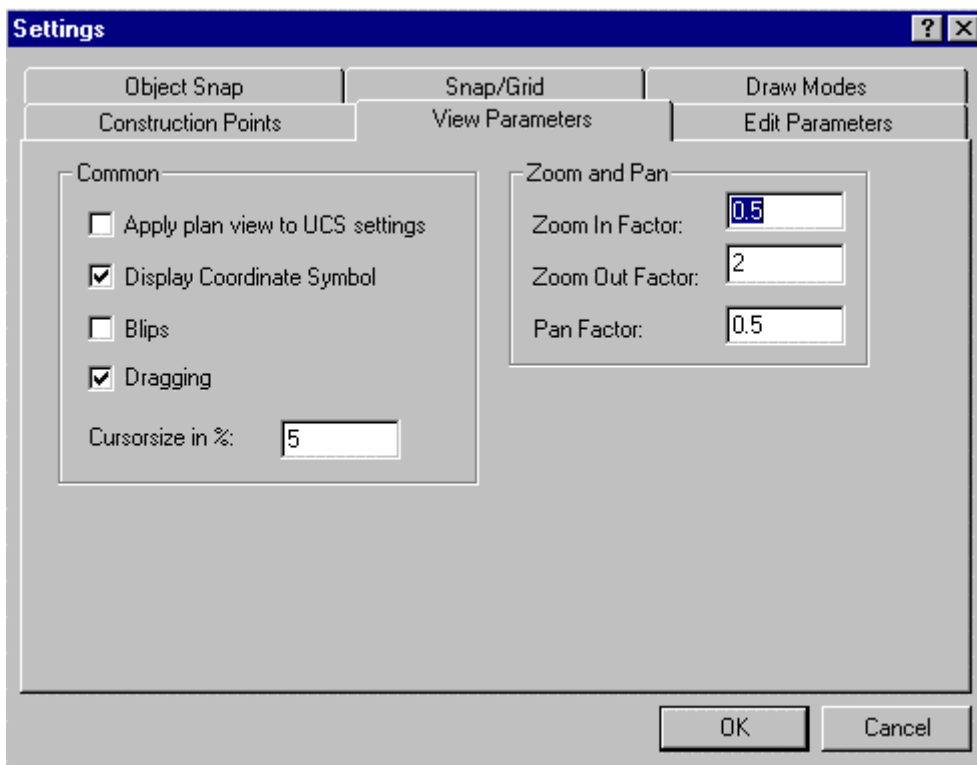 Settings
Object Snap
Snap/Grid
Draw Modes
Construction Points
View Parameters
Edit Parameters
Common
Apply plan view to UCS settings
Display Coordinate Symbol
Blips
Dragging
Cursorsize in %: 5
Zoom and Pan
Zoom In Factor: 0.5
Zoom Out Factor: 2
Pan Factor: 0.5
OK
Cancel